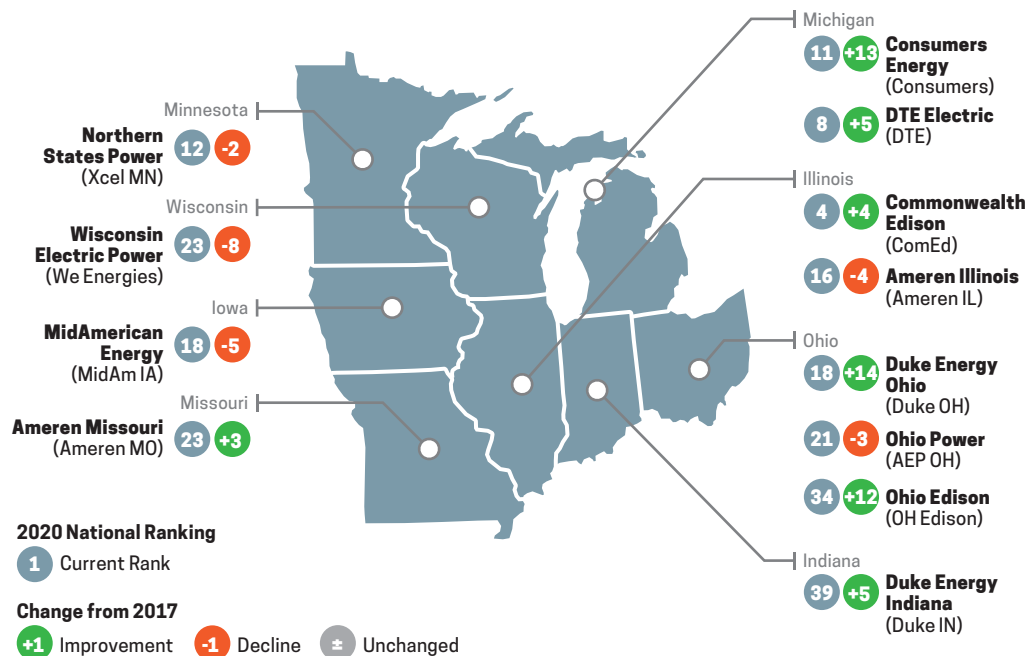 Minnesota
Northern
States Power
(Xcel MN)
12 -2
Wisconsin
Wisconsin
Electric Power
(We Energies)
23 -8
Iowa
MidAmerican
Energy
(MidAm IA)
18 -5
Missouri
Ameren Missouri
(Ameren MO)
23 +3
Michigan
11 +13 Consumers
Energy
(Consumers)
8 +5 DTE Electric
(DTE)
Illinois
4 +4 Commonwealth
Edison
(ComEd)
16 -4 Ameren Illinois
(Ameren IL)
Ohio
18 +14 Duke Energy
Ohio
(Duke OH)
21 -3 Ohio Power
(AEP OH)
34 +12 Ohio Edison
(OH Edison)
Indiana
39 +5 Duke Energy
Indiana
(Duke IN)
2020 National Ranking
1 Current Rank
Change from 2017
+1 Improvement -1 Decline ± Unchanged